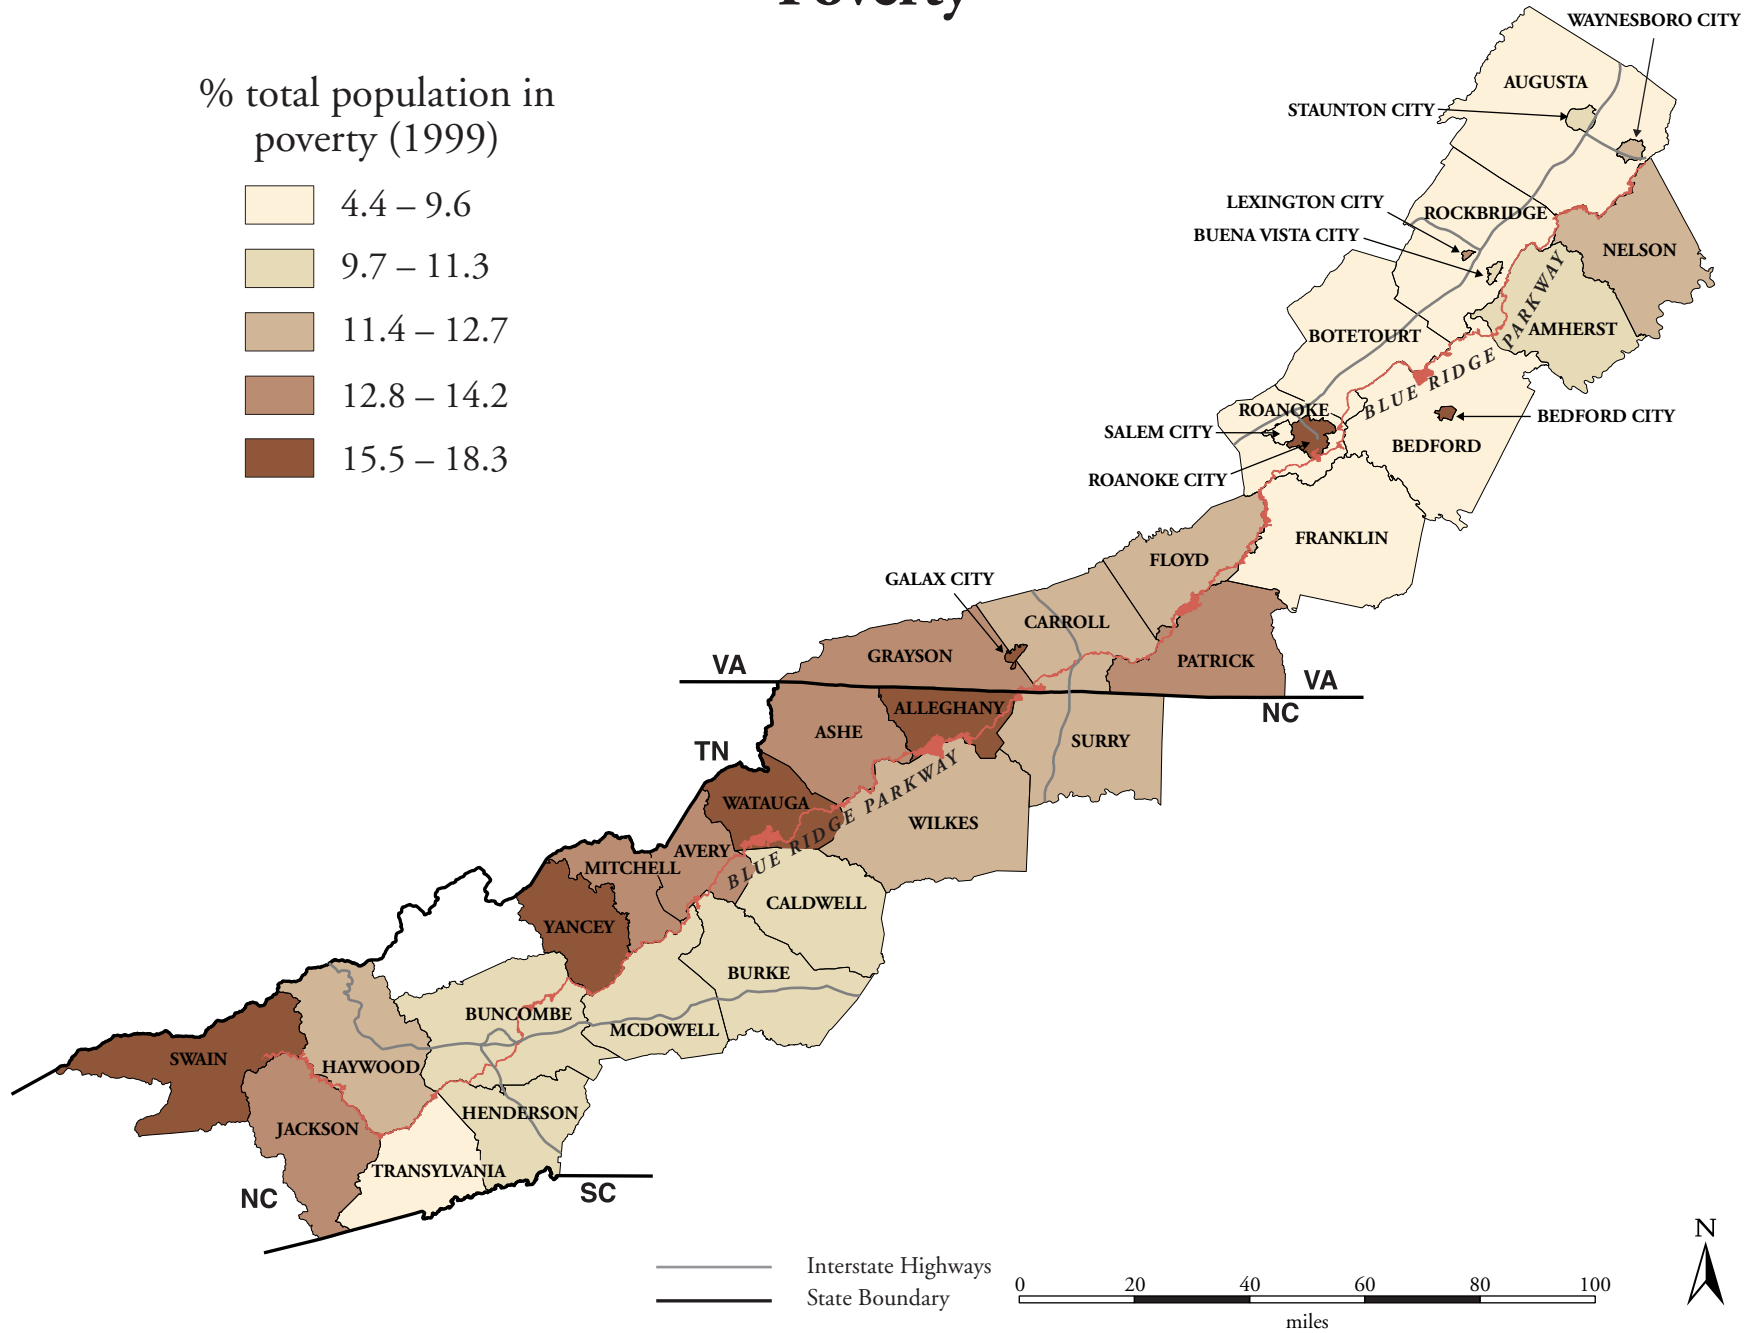 Poverty
% total population in
poverty (1999)
4.4 – 9.6
9.7 – 11.3
11.4 – 12.7
12.8 – 14.2
15.5 – 18.3
WAYNESBORO CITY
AUGUSTA
STAUNTON CITY
LEXINGTON CITY
ROCKBRIDGE
BUENA VISTA CITY
NELSON
BOTETOURT
AMHERST
BLUE RIDGE PARKWAY
ROANOKE
SALEM CITY
BEDFORD CITY
BEDFORD
ROANOKE CITY
FRANKLIN
FLOYD
GALAX CITY
CARROLL
GRAYSON
PATRICK
VA
VA
NC
ALLEGHANY
ASHE
SURRY
TN
WATAUGA
WILKES
BLUE RIDGE PARKWAY
AVERY
MITCHELL
CALDWELL
YANCEY
BURKE
BUNCOMBE
MCDOWELL
SWAIN
HAYWOOD
HENDERSON
JACKSON
TRANSYLVANIA
NC
SC
N
Interstate Highways
State Boundary
0 20 40 60 80 100
miles